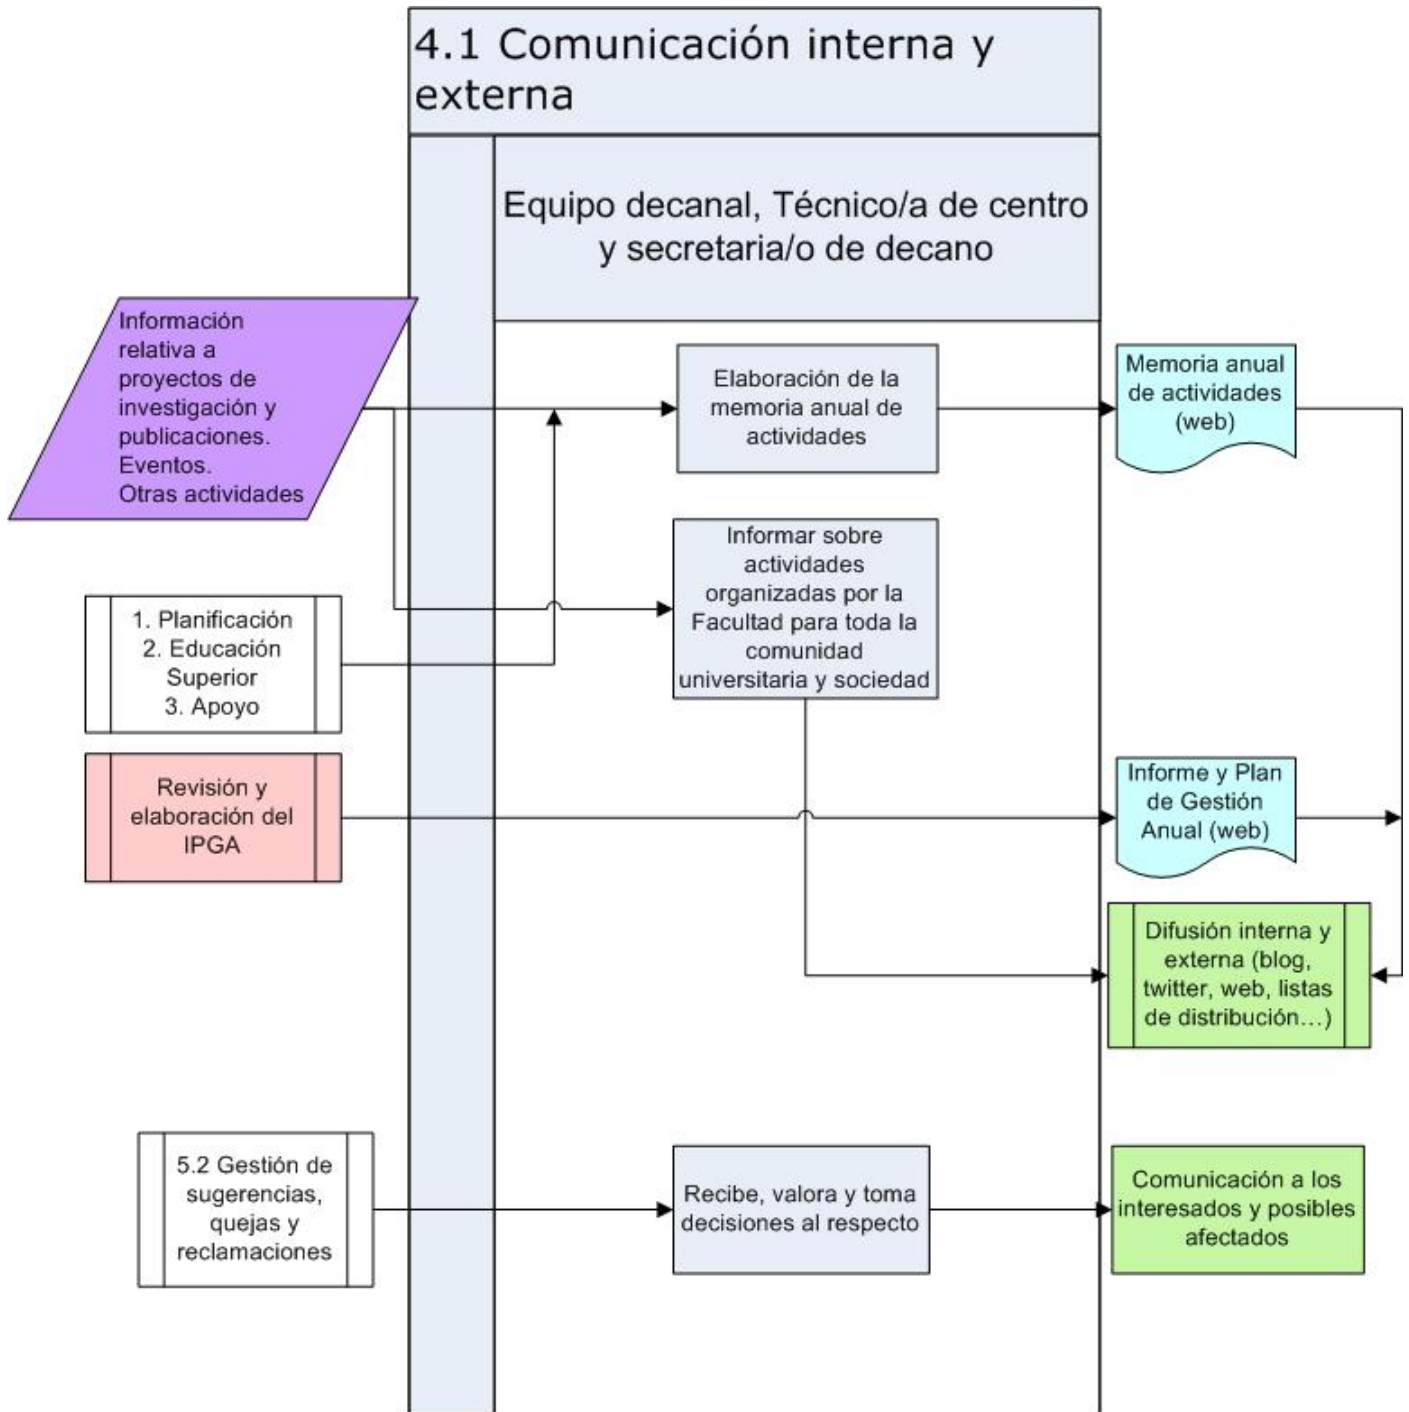 4.1 Comunicación interna y
externa
Equipo decanal, Técnico/a de centro
y secretaria/o de decano
Información
relativa a
proyectos de
investigación y
publicaciones.
Eventos.
Otras actividades
Elaboración de la
memoria anual de
actividades
Memoria anual
de actividades
(web)
Informar sobre
actividades
organizadas por la
Facultad para toda la
comunidad
universitaria y sociedad
1. Planificación
2. Educación
Superior
3. Apoyo
Revisión y
elaboración del
IPGA
Informe y Plan
de Gestión
Anual (web)
Difusión interna y
externa (blog,
twitter, web, listas
de distribución…)
5.2 Gestión de
sugerencias,
quejas y
reclamaciones
Recibe, valora y toma
decisiones al respecto
Comunicación a los
interesados y posibles
afectados